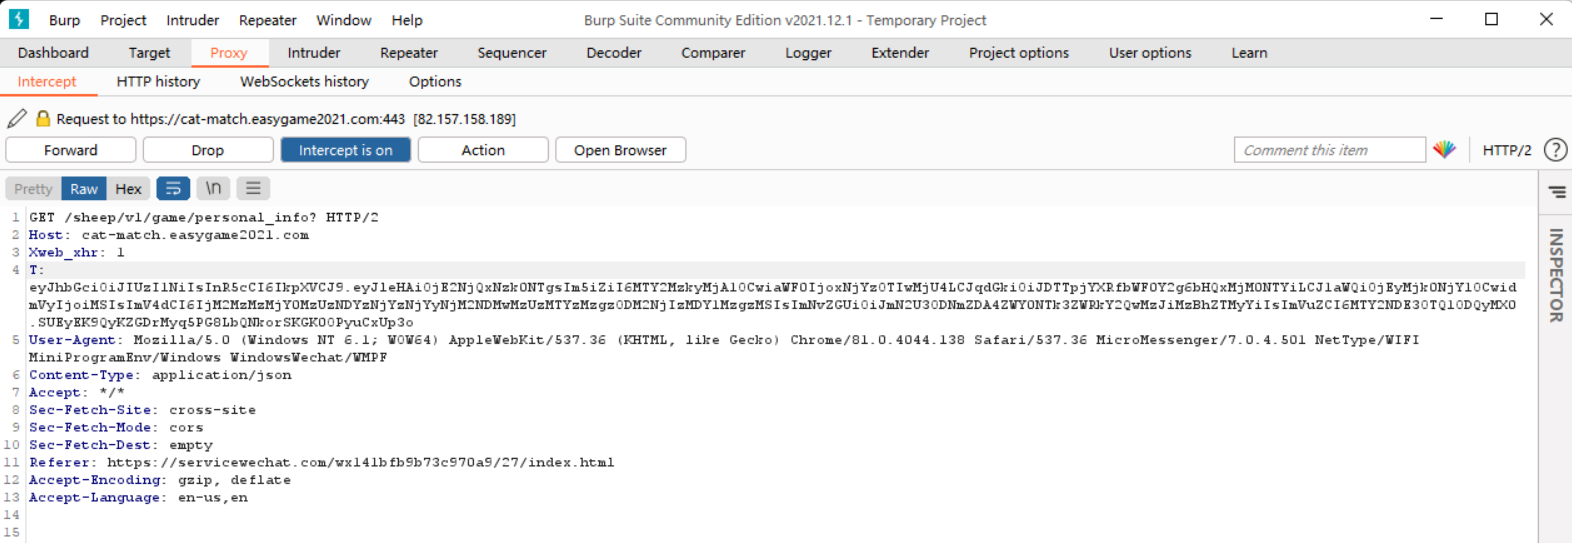 Burp Project Intruder Repeater Window Help Burp Suite Community Edition v2021.12.1 - Temporary Project
Dashboard Target Proxy Intruder Repeater Sequencer Decoder Comparer Logger Extender Project options User options Learn
Intercept HTTP history WebSockets history Options
Request to https://cat-match.easygame2021.com:443 [82.157.158.189]
Forward Drop Intercept is on Action Open Browser Comment this item HTTP/2 ?
Pretty Raw Hex \n
1 GET /sheep/v1/game/personal_info? HTTP/2
2 Host: cat-match.easygame2021.com
3 Xweb_xhr: 1
4 T:
5 User-Agent: Mozilla/5.0 (Windows NT 6.1; WOW64) AppleWebKit/537.36 (KHTML, like Gecko) Chrome/81.0.4044.138 Safari/537.36 MicroMessenger/7.0.4.501 NetType/WIFI
MiniProgramEnv/Windows WindowsWechat/WMPF
6 Content-Type: application/json
7 Accept: */*
8 Sec-Fetch-Site: cross-site
9 Sec-Fetch-Mode: cors
10 Sec-Fetch-Dest: empty
11 Referer: https://servicewechat.com/wx141bfb9b73c970a9/27/index.html
12 Accept-Encoding: gzip, deflate
13 Accept-Language: en-us,en
14
15
INSPECTOR